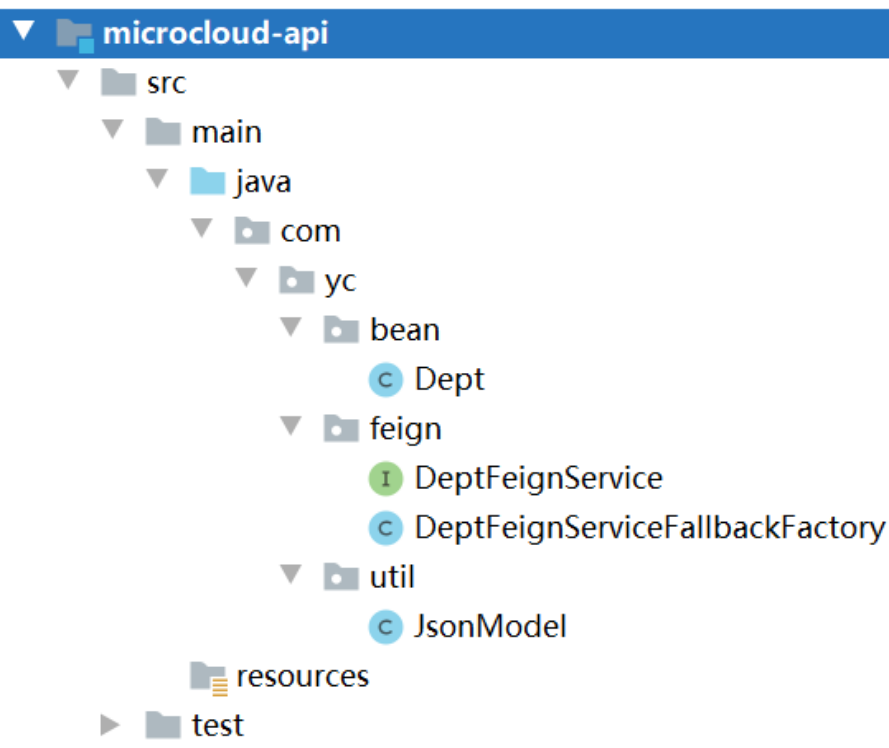 microcloud-api
src
main
java
com
yc
bean
C Dept
feign
I DeptFeignService
C DeptFeignServiceFallbackFactory
util
C JsonModel
resources
test